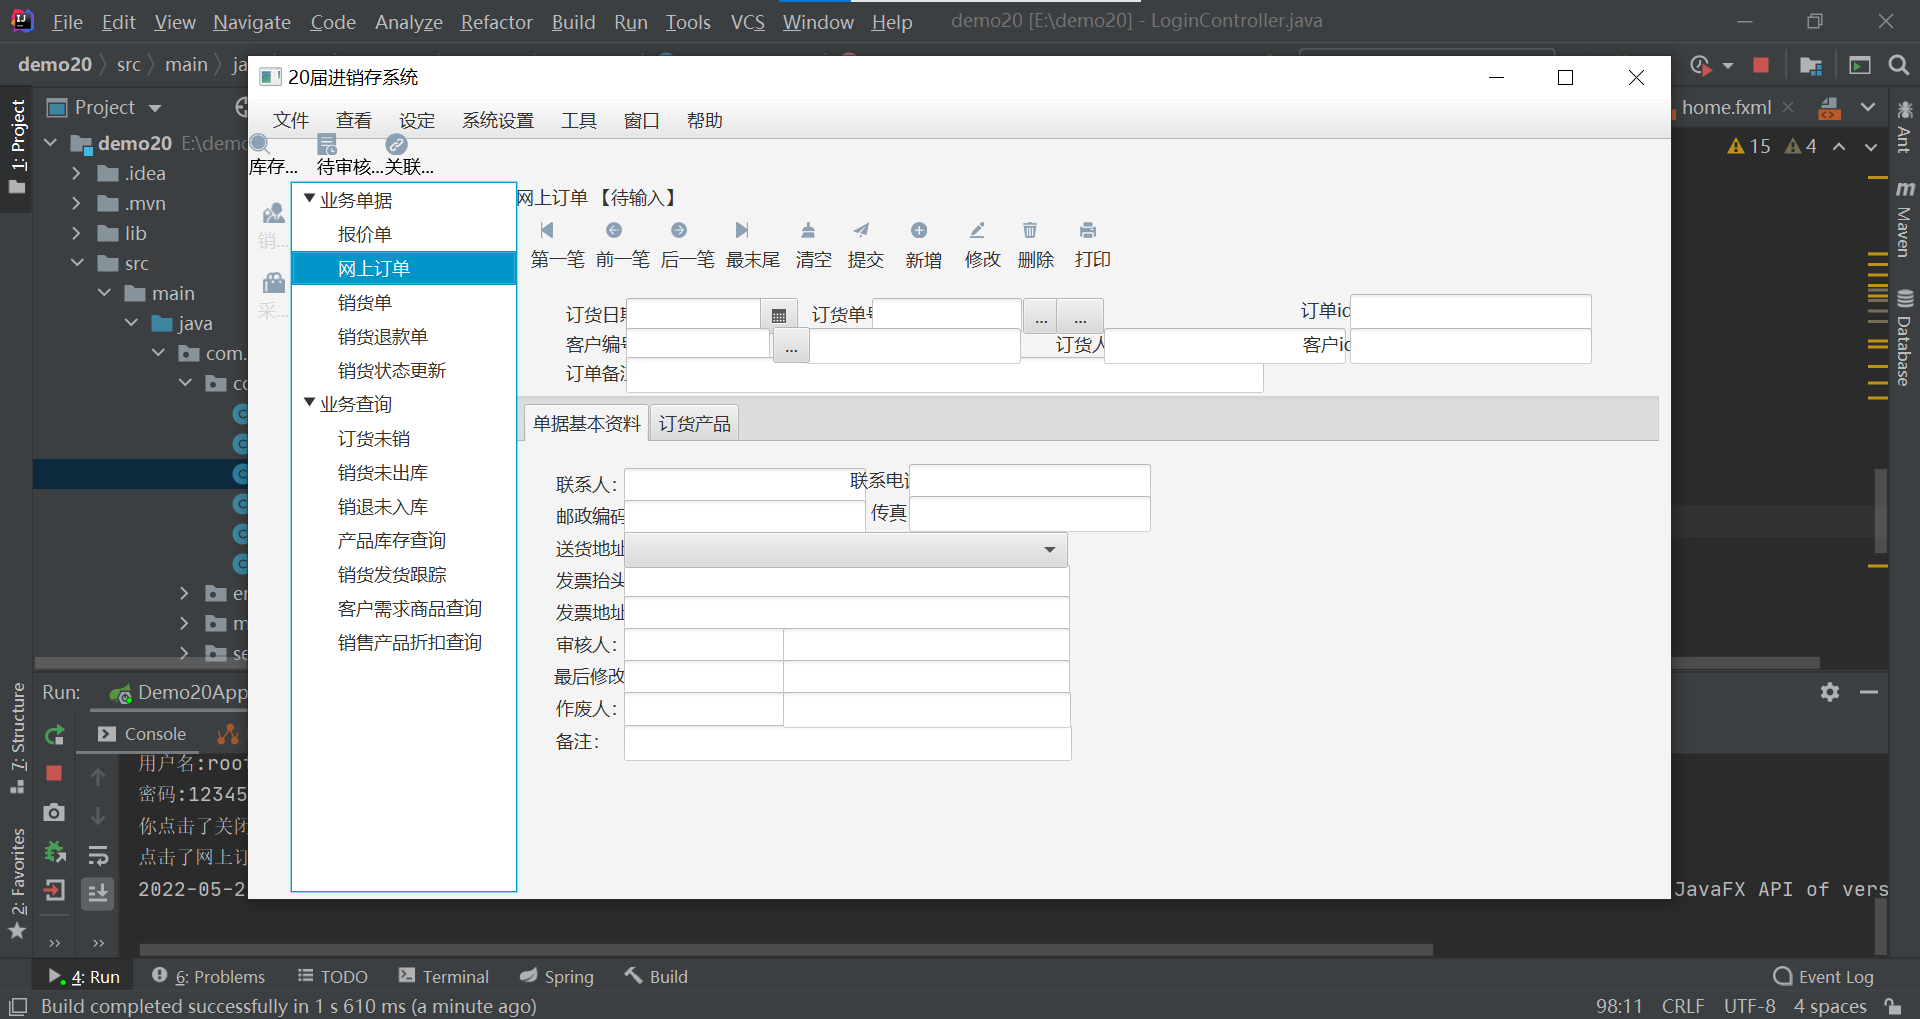 File Edit View Navigate Code Analyze Refactor Build Run Tools VCS Window Help demo20 [E:\demo20] - LoginController.java
demo20 src main
home.fxml
20届进销存系统
文件 查看 设定 系统设置 工具 窗口 帮助
库存... 待审核... 关联...
销...
采...
1: Project
Project
demo20 E:\demo
.idea
.mvn
lib
src
main
java
com.
15 4
Ant
Maven
Database
业务单据
报价单
网上订单
销货单
销货退款单
销货状态更新
业务查询
订货未销
销货未出库
销退未入库
产品库存查询
销货发货跟踪
客户需求商品查询
销售产品折扣查询
网上订单 【待输入】
第一笔 前一笔 后一笔 最末尾 清空 提交 新增 修改 删除 打印
订货日 订货单 ... ... 订单id
客户编 ... 订货人 客户id
订单备
单据基本资料 订货产品
联系人: 联系电
邮政编码 传真
送货地址
发票抬头
发票地址
审核人:
最后修改
作废人:
备注:
7: Structure
2: Favorites
Run: Demo20App
Console
用户名:root
密码:12345
你点击了关闭
点击了网上订
2022-05-2 JavaFX API of vers
4: Run 6: Problems TODO Terminal Spring Build Event Log
Build completed successfully in 1 s 610 ms (a minute ago) 98:11 CRLF UTF-8 4 spaces